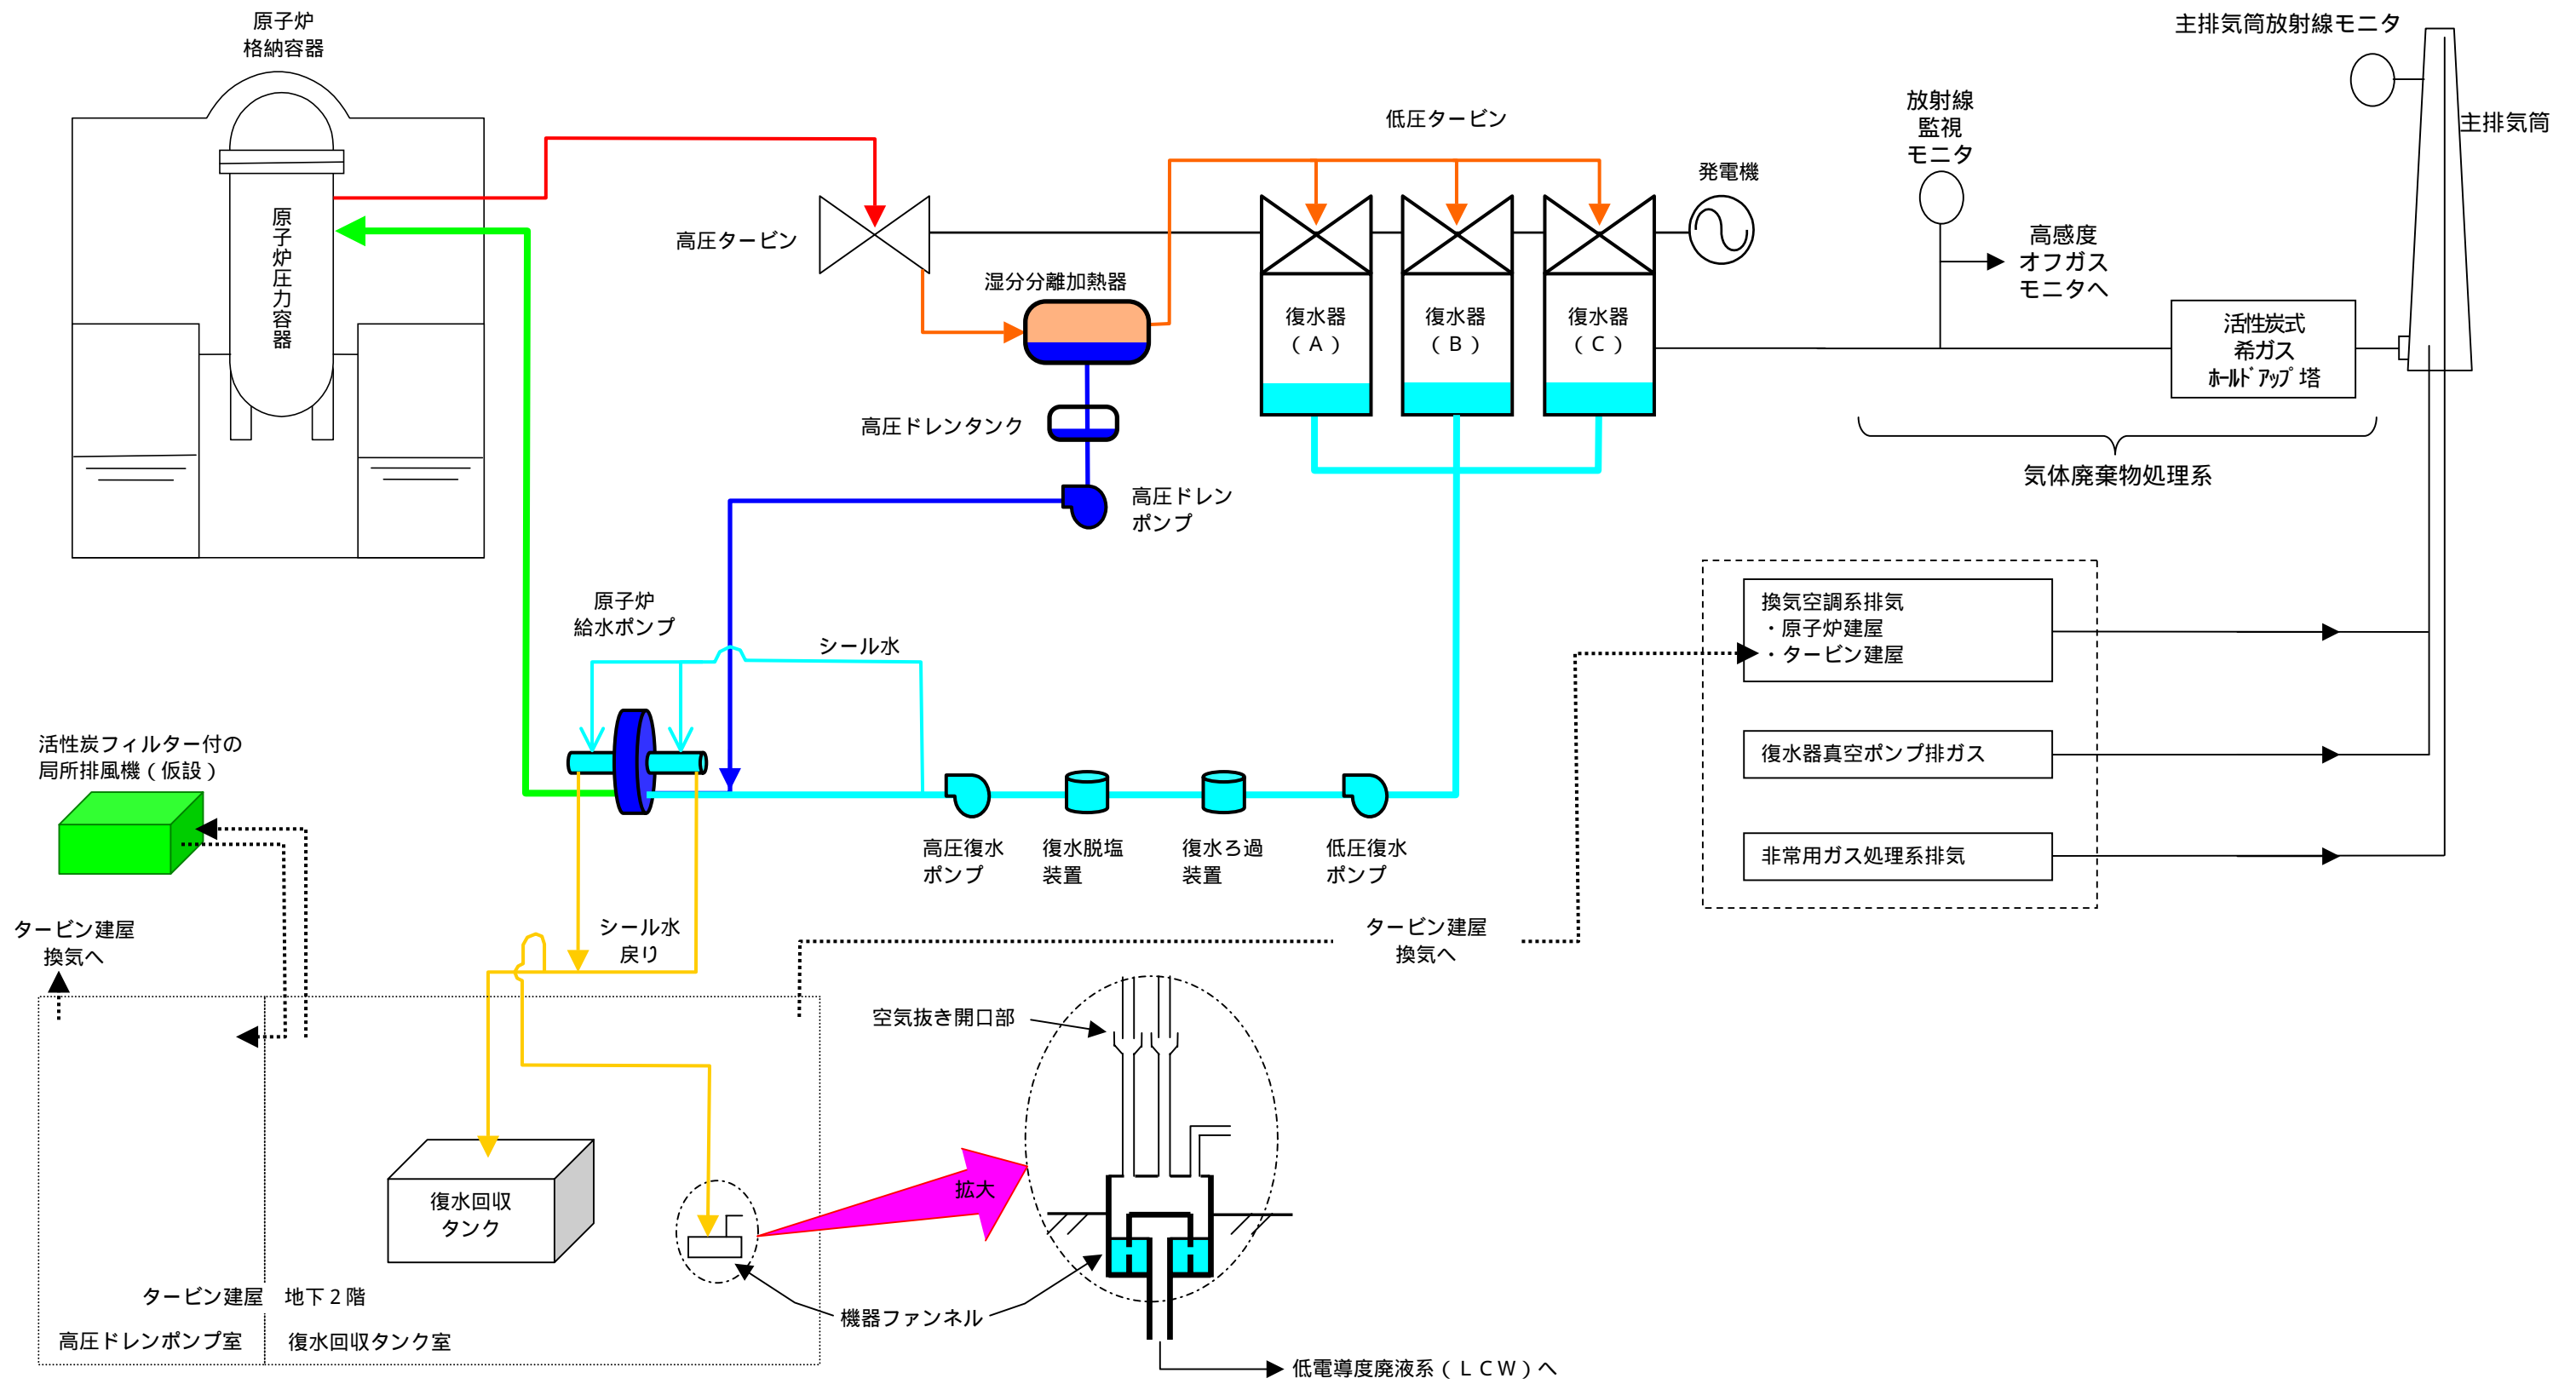 原子炉
格納容器
原子炉圧力容器
主排気筒放射線モニタ
主排気筒
放射線
監視
モニタ
高感度
オフガス
モニタへ
低圧タービン
発電機
高圧タービン
湿分分離加熱器
復水器
（Ａ）
復水器
（Ｂ）
復水器
（Ｃ）
活性炭式
希ガス
ﾎｰﾙﾄﾞｱｯﾌﾟ塔
気体廃棄物処理系
高圧ドレンタンク
高圧ドレン
ポンプ
原子炉
給水ポンプ
シール水
換気空調系排気
・原子炉建屋
・タービン建屋
復水器真空ポンプ排ガス
非常用ガス処理系排気
活性炭フィルター付の
局所排風機（仮設）
高圧復水
ポンプ
復水脱塩
装置
復水ろ過
装置
低圧復水
ポンプ
タービン建屋
換気へ
シール水
戻り
タービン建屋
換気へ
空気抜き開口部
拡大
復水回収
タンク
機器ファンネル
タービン建屋　地下２階
高圧ドレンポンプ室
復水回収タンク室
低電導度廃液系（ＬＣＷ）へ